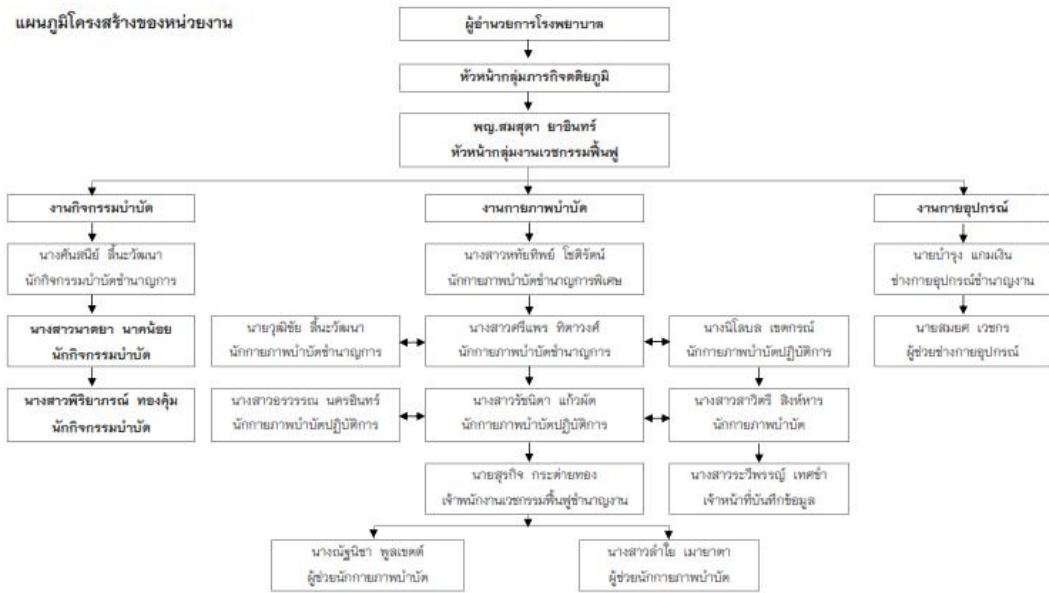 แผนภูมิโครงสร้างของหน่วยงาน
ผู้อำนวยการโรงพยาบาล
หัวหน้ากลุ่มภารกิจตติยภูมิ
พญ.สมสุดา ยาอินทร์
หัวหน้ากลุ่มงานเวชกรรมฟื้นฟู
งานกิจกรรมบำบัด
งานกายภาพบำบัด
งานกายอุปกรณ์
นางศันสนีย์ ลี้นะวัฒนา
นักกิจกรรมบำบัดชำนาญการ
นางสาวหทัยทิพย์ โชติรัตน์
นักกายภาพบำบัดชำนาญการพิเศษ
นายบำรุง แกมเงิน
ช่างกายอุปกรณ์ชำนาญงาน
นางสาวนาตยา นาคน้อย
นักกิจกรรมบำบัด
นายวุฒิชัย ลี้นะวัฒนา
นักกายภาพบำบัดชำนาญการ
นางสาวศรีแพร ทิตาวงศ์
นักกายภาพบำบัดชำนาญการ
นางนิโลบล เขตกรณ์
นักกายภาพบำบัดปฏิบัติการ
นายสมยศ เวชกร
ผู้ช่วยช่างกายอุปกรณ์
นางสาวพิริยาภรณ์ ทองคุ้ม
นักกิจกรรมบำบัด
นางสาวอรวรรณ นครอินทร์
นักกายภาพบำบัดปฏิบัติการ
นางสาวรัชนิดา แก้วผัด
นักกายภาพบำบัดปฏิบัติการ
นางสาวสาวิตรี สิงห์หาร
นักกายภาพบำบัด
นายสุรกิจ กระต่ายทอง
เจ้าพนักงานเวชกรรมฟื้นฟูชำนาญงาน
นางสาวระวีพรรญ์ เทศขำ
เจ้าหน้าที่บันทึกข้อมูล
นางณัฐนิชา พูลเขตต์
ผู้ช่วยนักกายภาพบำบัด
นางสาวลำใย เมายาดา
ผู้ช่วยนักกายภาพบำบัด